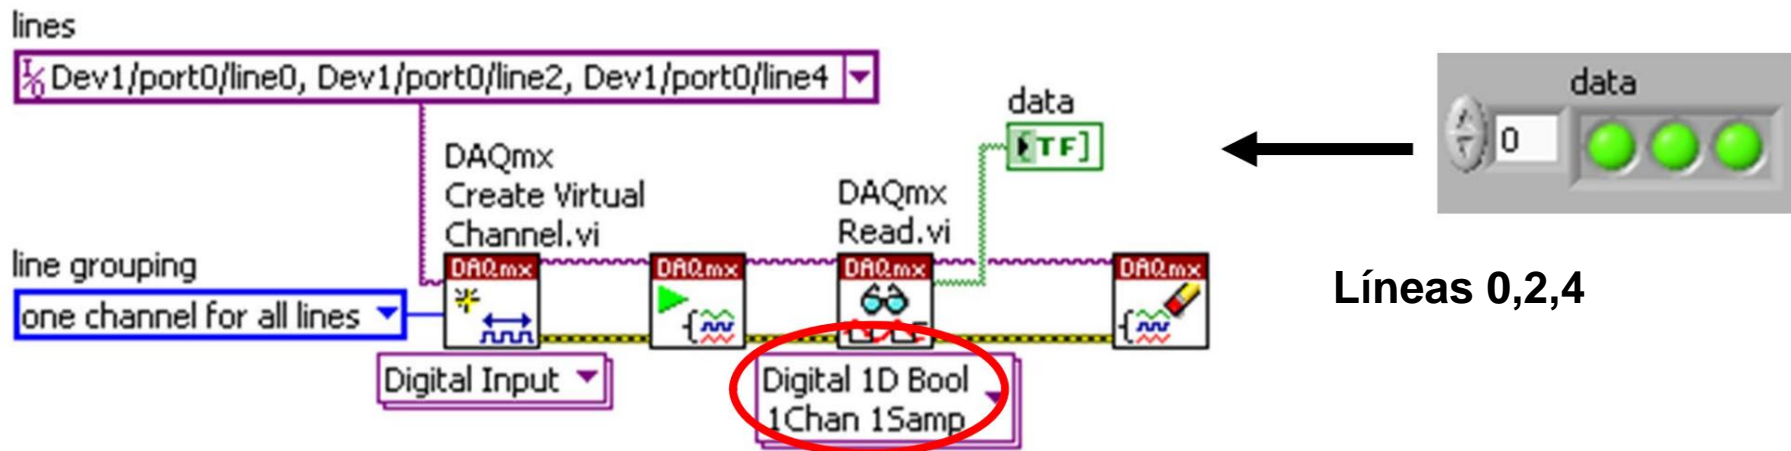 lines
I/O Dev1/port0/line0, Dev1/port0/line2, Dev1/port0/line4
data
TF
data
0
DAQmx
Create Virtual
Channel.vi
DAQmx
Read.vi
line grouping
one channel for all lines
DAQmx
DAQmx
DAQmx
DAQmx
Líneas 0,2,4
Digital Input
Digital 1D Bool
1Chan 1Samp